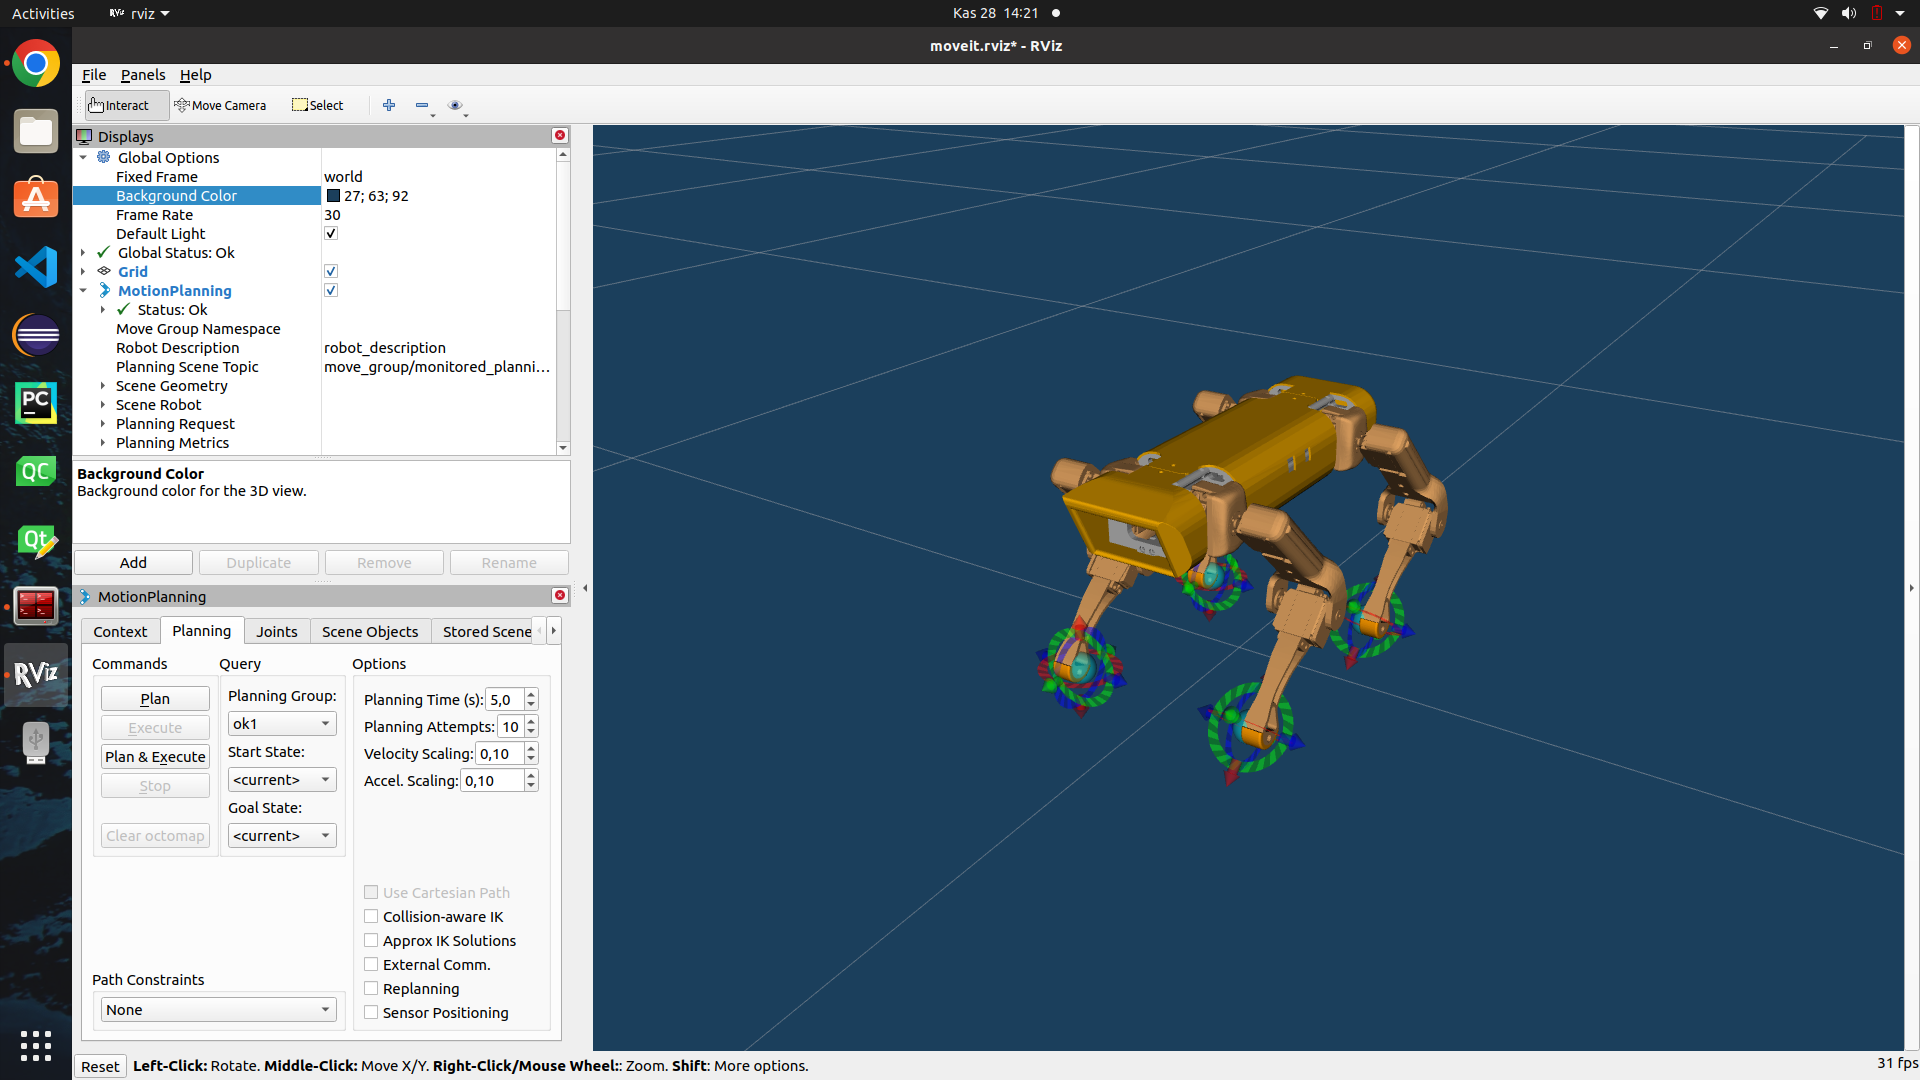 Activities
RViz rviz
Kas 28 14:21
moveit.rviz* - RViz
File Panels Help
Interact Move Camera Select
Displays
Global Options
Fixed Frame world
Background Color 27; 63; 92
Frame Rate 30
Default Light
Global Status: Ok
Grid
MotionPlanning
Status: Ok
Move Group Namespace
Robot Description robot_description
Planning Scene Topic move_group/monitored_planni...
Scene Geometry
Scene Robot
Planning Request
Planning Metrics
Background Color
Background color for the 3D view.
Add Duplicate Remove Rename
MotionPlanning
Context Planning Joints Scene Objects Stored Scene
Commands Query Options
Plan
Execute
Plan & Execute
Stop
Clear octomap
Planning Group:
ok1
Start State:
<current>
Goal State:
<current>
Planning Time (s): 5,0
Planning Attempts: 10
Velocity Scaling: 0,10
Accel. Scaling: 0,10
Use Cartesian Path
Collision-aware IK
Approx IK Solutions
External Comm.
Replanning
Sensor Positioning
Path Constraints
None
Reset Left-Click: Rotate. Middle-Click: Move X/Y. Right-Click/Mouse Wheel:: Zoom. Shift: More options.
31 fps
PC
QC
Qt
RViz